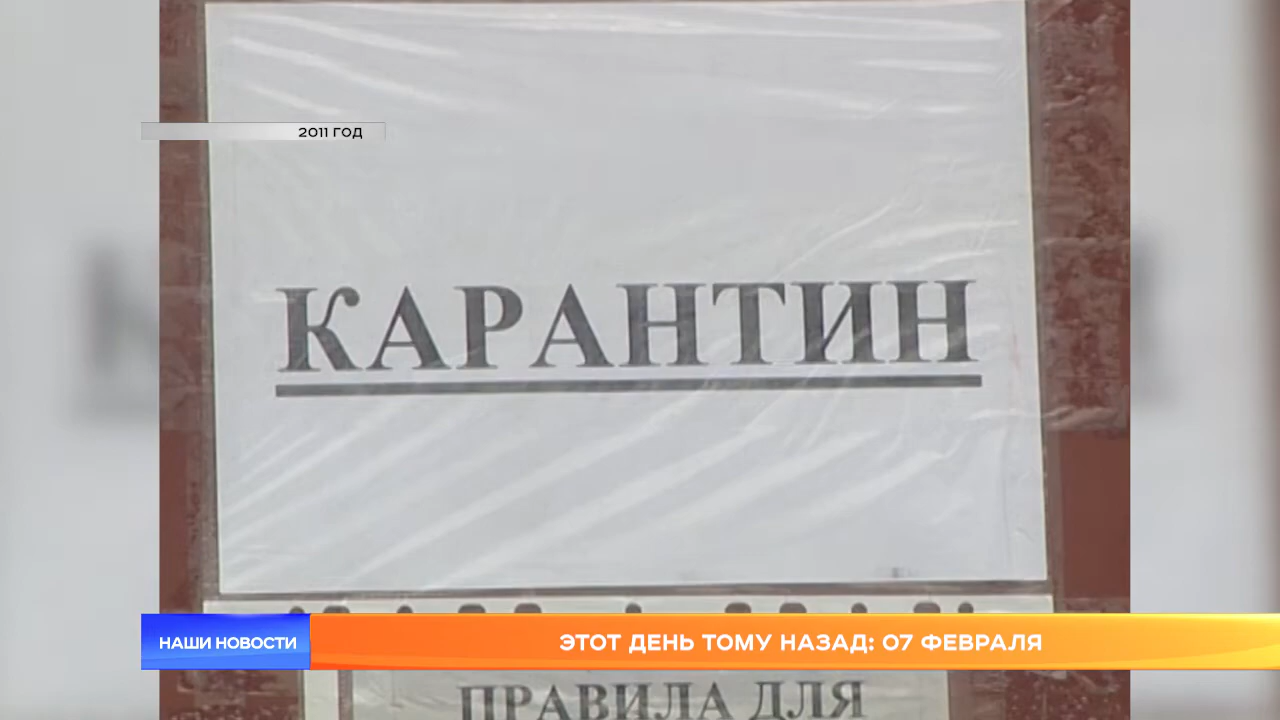 2011 ГОД
КАРАНТИН
НАШИ НОВОСТИ
ЭТОТ ДЕНЬ ТОМУ НАЗАД: 07 ФЕВРАЛЯ
ПРАВИЛА ДЛЯ